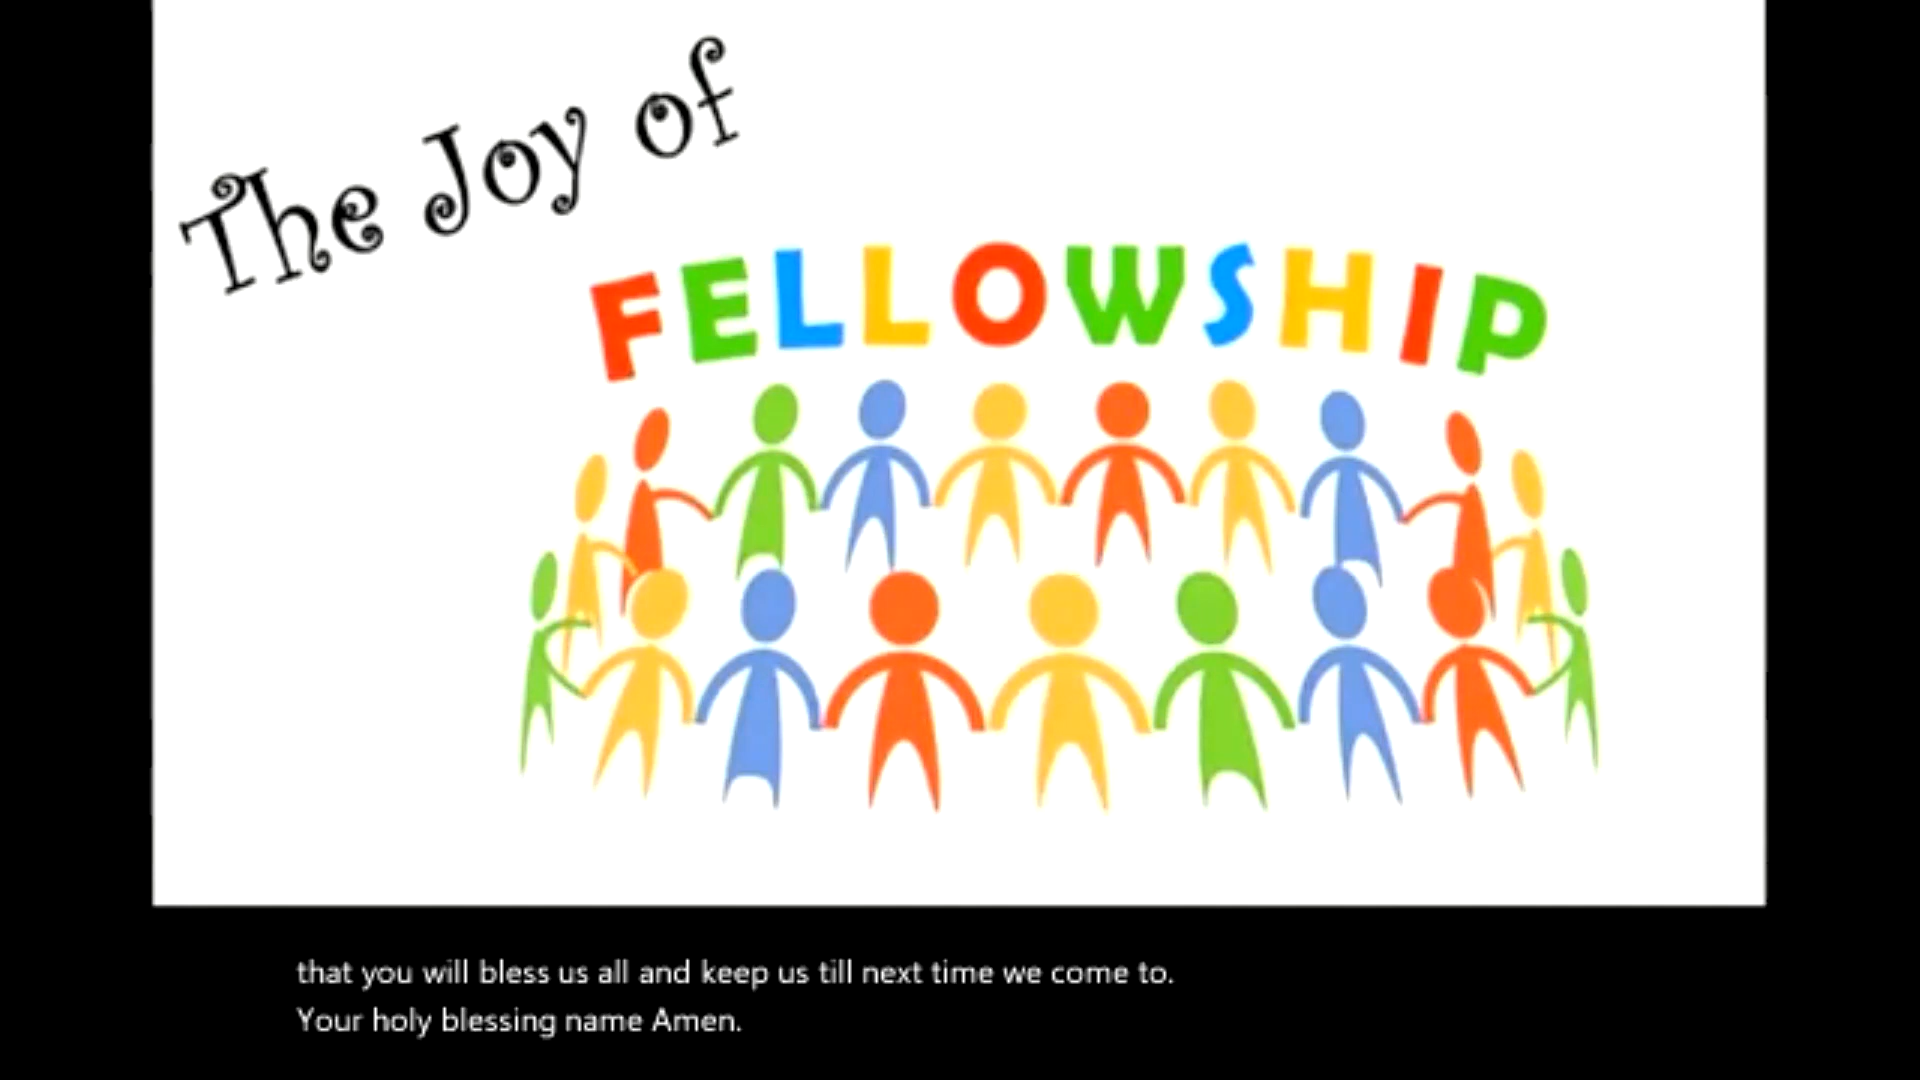 The Joy of
FELLOWSHIP
that you will bless us all and keep us till next time we come to.
Your holy blessing name Amen.